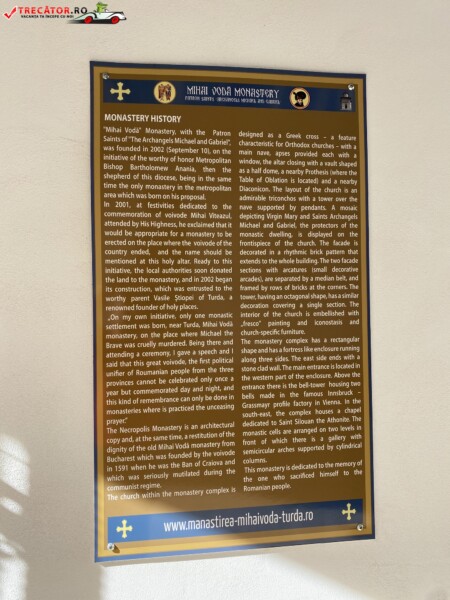 TRECĂTOR.RO
VACANȚA TA ÎNCEPE CU NOI
MIHAI VODĂ MONASTERY
PATRON SAINTS: ARCHANGELS MICHAEL AND GABRIEL
MONASTERY HISTORY
"Mihai Vodă" Monastery, with the Patron
Saints of "The Archangels Michael and Gabriel",
was founded in 2002 (September 10), on the
initiative of the worthy of honor Metropolitan
Bishop Bartholomew Anania, then the
shepherd of this diocese, being in the same
time the only monastery in the metropolitan
area which was born on his proposal.
In 2001, at festivities dedicated to the
commemoration of voivode Mihai Viteazul,
attended by His Highness, he exclaimed that it
would be appropriate for a monastery to be
erected on the place where the voivode of the
country ended, and the name should be
mentioned at this holy altar. Ready to this
initiative, the local authorities soon donated
the land to the monastery, and in 2002 began
its construction, which was entrusted to the
worthy parent Vasile Știopei of Turda, a
renowned founder of holy places.
„On my own initiative, only one monastic
settlement was born, near Turda, Mihai Vodă
monastery, on the place where Michael the
Brave was cruelly murdered. Being there and
attending a ceremony, I gave a speech and I
said that this great voivode, the first political
unifier of Roumanian people from the three
provinces cannot be celebrated only once a
year but commemorated day and night, and
this kind of remembrance can only be done in
monasteries where is practiced the unceasing
prayer."
The Necropolis Monastery is an architectural
copy and, at the same time, a restitution of the
dignity of the old Mihai Vodă monastery from
Bucharest which was founded by the voivode
in 1591 when he was the Ban of Craiova and
which was seriously mutilated during the
communist regime.
The church within the monastery complex is
designed as a Greek cross – a feature
characteristic for Orthodox churches – with a
main nave, apses provided each with a
window, the altar closing with a vault shaped
as a half dome, a nearby Prothesis (where the
Table of Oblation is located) and a nearby
Diaconicon. The layout of the church is an
admirable triconchos with a tower over the
nave supported by pendants. A mosaic
depicting Virgin Mary and Saints Archangels
Michael and Gabriel, the protectors of the
monastic dwelling, is displayed on the
frontispiece of the church. The facade is
decorated in a rhythmic brick pattern that
extends to the whole building. The two facade
sections with arcatures (small decorative
arcades), are separated by a median belt, and
framed by rows of bricks at the corners. The
tower, having an octagonal shape, has a similar
decoration covering a single section. The
interior of the church is embellished with
„fresco" painting and iconostasis and
church-specific furniture.
The monastery complex has a rectangular
shape and has a fortress like enclosure running
along three sides. The east side ends with a
stone clad wall. The main entrance is located in
the western part of the enclosure. Above the
entrance there is the bell-tower housing two
bells made in the famous Innsbruck –
Grassmayr profile factory in Vienna. In the
south-east, the complex houses a chapel
dedicated to Saint Silouan the Athonite. The
monastic cells are arranged on two levels in
front of which there is a gallery with
semicircular arches supported by cylindrical
columns.
This monastery is dedicated to the memory of
the one who sacrificed himself to the
Romanian people.
www.manastirea-mihaivoda-turda.ro